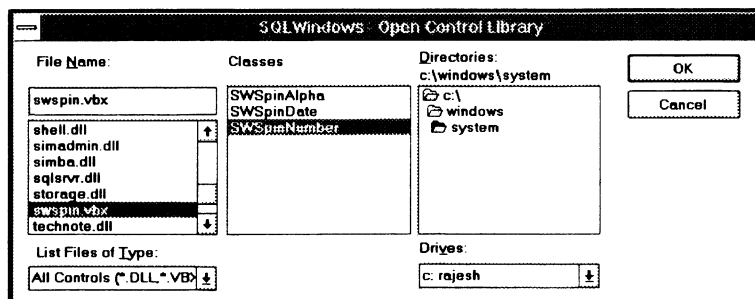 SQLWindows - Open Control Library
File Name:
swspin.vbx
shell.dll
simadmin.dll
simba.dll
sqlsrvr.dll
storage.dll
swspin.vbx
technote.dll
List Files of Type:
All Controls (*.DLL,*.VBX
Classes
SWSpinAlpha
SWSpinDate
SWSpinNumber
Directories:
c:\windows\system
c:\
windows
system
Drives:
c: rajesh
OK
Cancel